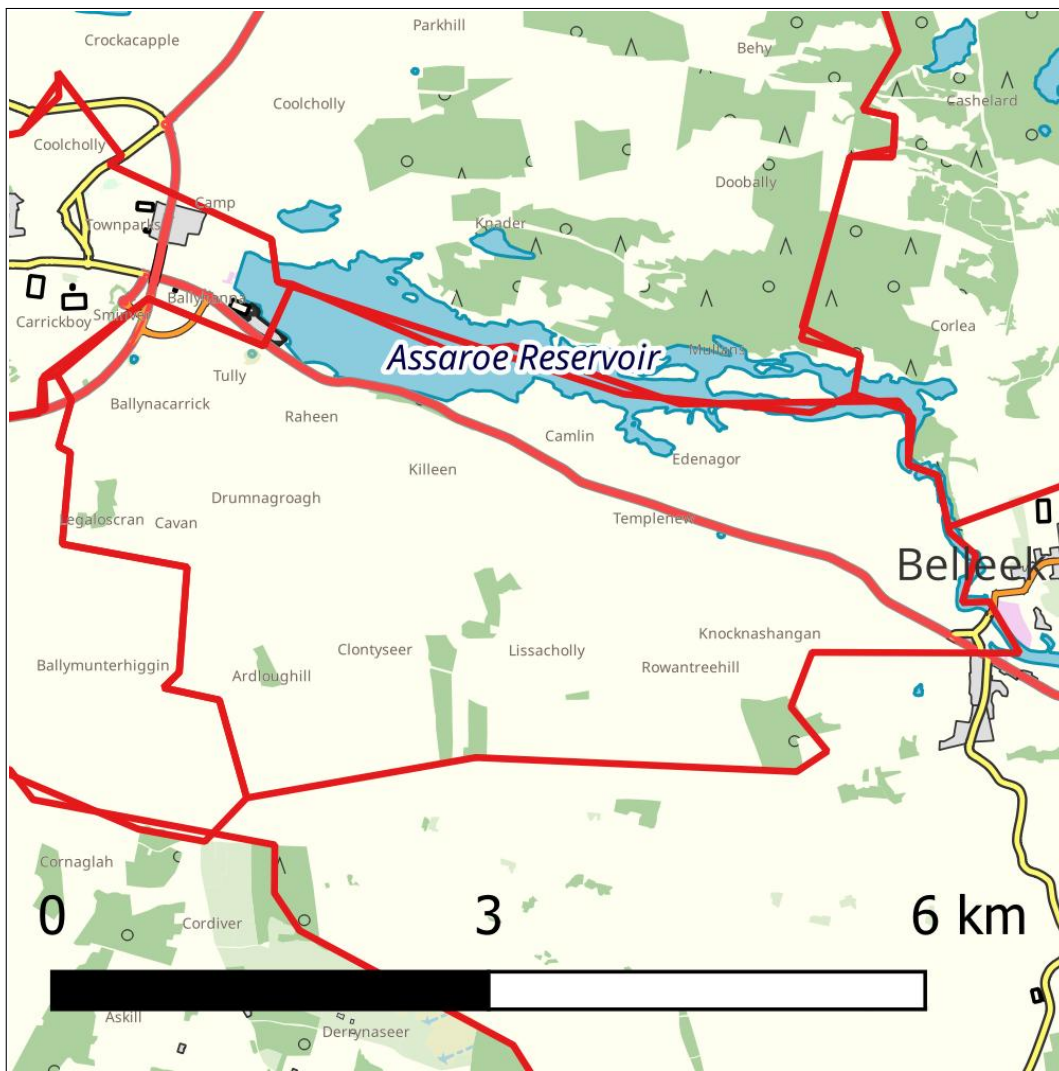 Parkhill
Crockacapple
Behy
Coolcholly
Cashelard
Coolcholly
Doobally
Camp
Townparks
Knader
Carrickboy
Corlea
Mullans
Assaroe Reservoir
Tully
Ballynacarrick
Raheen
Camlin
Edenagor
Killeen
Drumnagroagh
Legaloscran
Cavan
Templenew
Belleek
Knocknashangan
Clontyseer
Lissacholly
Ballymunterhiggin
Rowantreehill
Ardloughill
Cornaglah
Cordiver
0 3 6 km
Askill
Derrynaseer